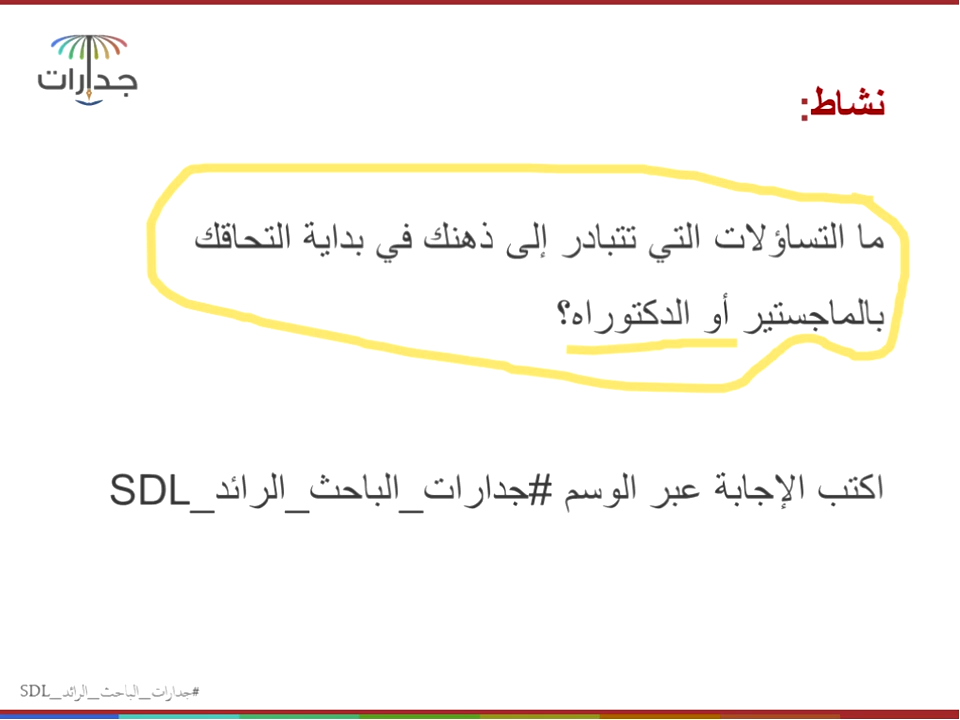 جدارات
نشاط:
ما التساؤلات التي تتبادر إلى ذهنك في بداية التحاقك
بالماجستير أو الدكتوراه؟
اكتب الإجابة عبر الوسم #جدارات_الباحث_الرائد_SDL
#جدارات_الباحث_الرائد_SDL